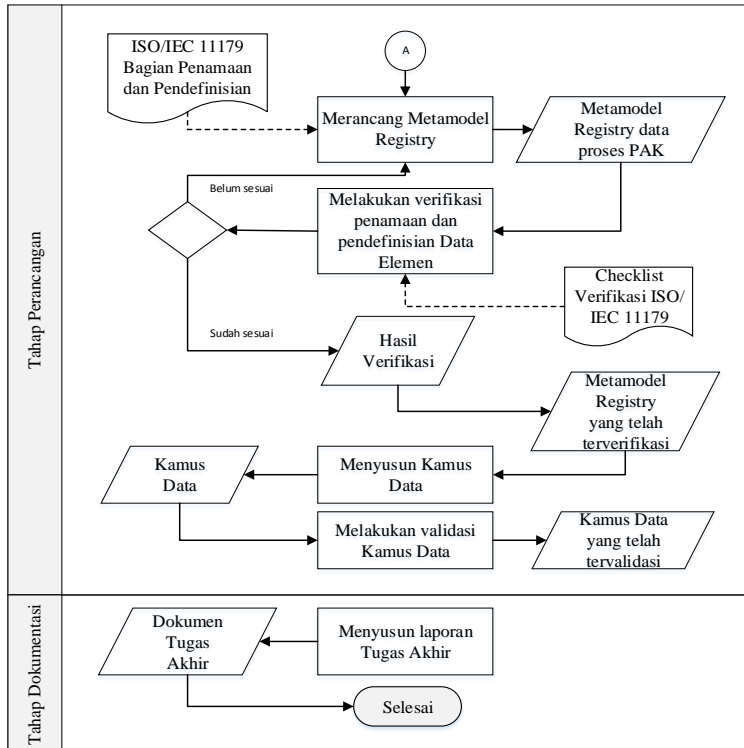 Tahap Perancangan
ISO/IEC 11179
Bagian Penamaan
dan Pendefinisian
A
Merancang Metamodel
Registry
Metamodel
Registry data
proses PAK
Belum sesuai
Melakukan verifikasi
penamaan dan
pendefinisian Data
Elemen
Checklist
Verifikasi ISO/
IEC 11179
Sudah sesuai
Hasil
Verifikasi
Metamodel
Registry
yang telah
terverifikasi
Kamus
Data
Menyusun Kamus
Data
Melakukan validasi
Kamus Data
Kamus Data
yang telah
tervalidasi
Tahap Dokumentasi
Dokumen
Tugas
Akhir
Menyusun laporan
Tugas Akhir
Selesai